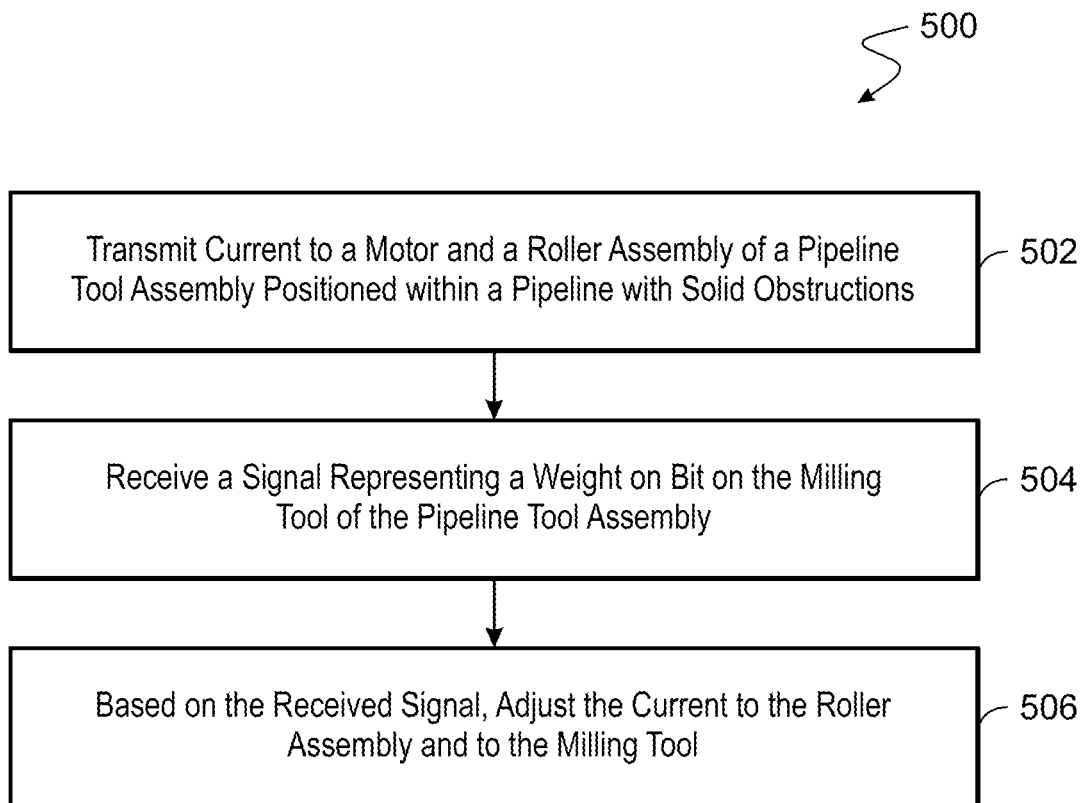 500
Transmit Current to a Motor and a Roller Assembly of a Pipeline
Tool Assembly Positioned within a Pipeline with Solid Obstructions
502
Receive a Signal Representing a Weight on Bit on the Milling
Tool of the Pipeline Tool Assembly
504
Based on the Received Signal, Adjust the Current to the Roller
Assembly and to the Milling Tool
506